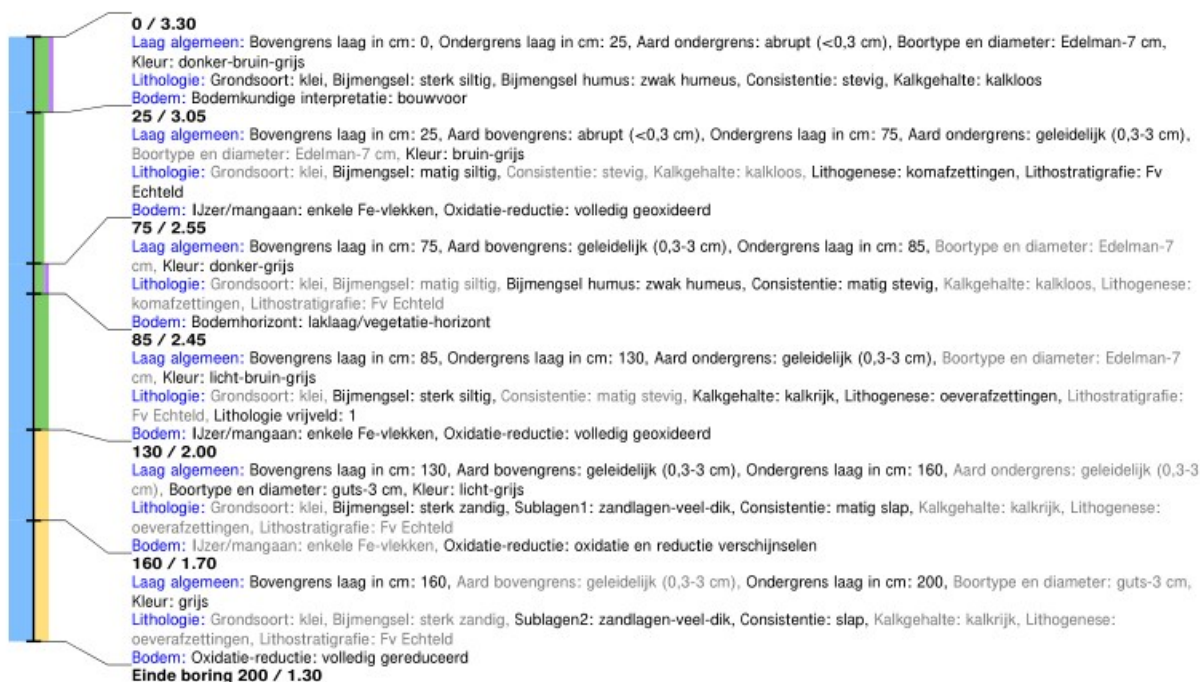 0 / 3.30
Laag algemeen: Bovengrens laag in cm: 0, Ondergrens laag in cm: 25, Aard ondergrens: abrupt (<0,3 cm), Boortype en diameter: Edelman-7 cm,
Kleur: donker-bruin-grijs
Lithologie: Grondsoort: klei, Bijmengsel: sterk siltig, Bijmengsel humus: zwak humeus, Consistentie: stevig, Kalkgehalte: kalkloos
Bodem: Bodemkundige interpretatie: bouwvoor
25 / 3.05
Laag algemeen: Bovengrens laag in cm: 25, Aard bovengrens: abrupt (<0,3 cm), Ondergrens laag in cm: 75, Aard ondergrens: geleidelijk (0,3-3 cm),
Boortype en diameter: Edelman-7 cm, Kleur: bruin-grijs
Lithologie: Grondsoort: klei, Bijmengsel: matig siltig, Consistentie: stevig, Kalkgehalte: kalkloos, Lithogenese: komafzettingen, Lithostratigrafie: Fv
Echteld
Bodem: IJzer/mangaan: enkele Fe-vlekken, Oxidatie-reductie: volledig geoxideerd
75 / 2.55
Laag algemeen: Bovengrens laag in cm: 75, Aard bovengrens: geleidelijk (0,3-3 cm), Ondergrens laag in cm: 85, Boortype en diameter: Edelman-7
cm, Kleur: donker-grijs
Lithologie: Grondsoort: klei, Bijmengsel: matig siltig, Bijmengsel humus: zwak humeus, Consistentie: matig stevig, Kalkgehalte: kalkloos, Lithogenese:
komafzettingen, Lithostratigrafie: Fv Echteld
Bodem: Bodemhorizont: laklaag/vegetatie-horizont
85 / 2.45
Laag algemeen: Bovengrens laag in cm: 85, Ondergrens laag in cm: 130, Aard ondergrens: geleidelijk (0,3-3 cm), Boortype en diameter: Edelman-7
cm, Kleur: licht-bruin-grijs
Lithologie: Grondsoort: klei, Bijmengsel: sterk siltig, Consistentie: matig stevig, Kalkgehalte: kalkrijk, Lithogenese: oeverafzettingen, Lithostratigrafie:
Fv Echteld, Lithologie vrijveld: 1
Bodem: IJzer/mangaan: enkele Fe-vlekken, Oxidatie-reductie: volledig geoxideerd
130 / 2.00
Laag algemeen: Bovengrens laag in cm: 130, Aard bovengrens: geleidelijk (0,3-3 cm), Ondergrens laag in cm: 160, Aard ondergrens: geleidelijk (0,3-3
cm), Boortype en diameter: guts-3 cm, Kleur: licht-grijs
Lithologie: Grondsoort: klei, Bijmengsel: sterk zandig, Sublagen1: zandlagen-veel-dik, Consistentie: matig slap, Kalkgehalte: kalkrijk, Lithogenese:
oeverafzettingen, Lithostratigrafie: Fv Echteld
Bodem: IJzer/mangaan: enkele Fe-vlekken, Oxidatie-reductie: oxidatie en reductie verschijnselen
160 / 1.70
Laag algemeen: Bovengrens laag in cm: 160, Aard bovengrens: geleidelijk (0,3-3 cm), Ondergrens laag in cm: 200, Boortype en diameter: guts-3 cm,
Kleur: grijs
Lithologie: Grondsoort: klei, Bijmengsel: sterk zandig, Sublagen2: zandlagen-veel-dik, Consistentie: slap, Kalkgehalte: kalkrijk, Lithogenese:
oeverafzettingen, Lithostratigrafie: Fv Echteld
Bodem: Oxidatie-reductie: volledig gereduceerd
Einde boring 200 / 1.30